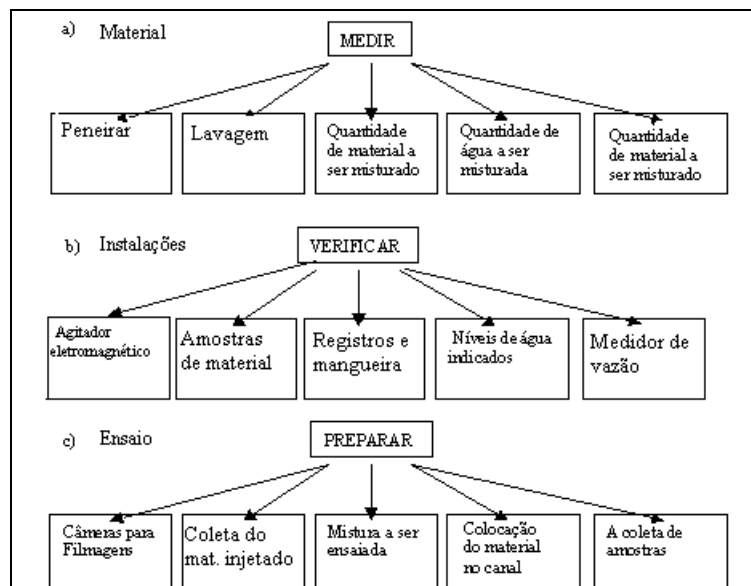 a) Material
MEDIR
Peneirar
Lavagem
Quantidade
de material a
ser misturado
Quantidade de
água a ser
misturada
Quantidade
de material a
ser misturado
b) Instalações
VERIFICAR
Agitador
eletromagnético
Amostras
de material
Registros e
mangueira
Níveis de água
indicados
Medidor de
vazão
c) Ensaio
PREPARAR
Câmeras para
Filmagens
Coleta do
mat. injetado
Mistura a ser
ensaiada
Colocação
do material
no canal
A coleta de
amostras